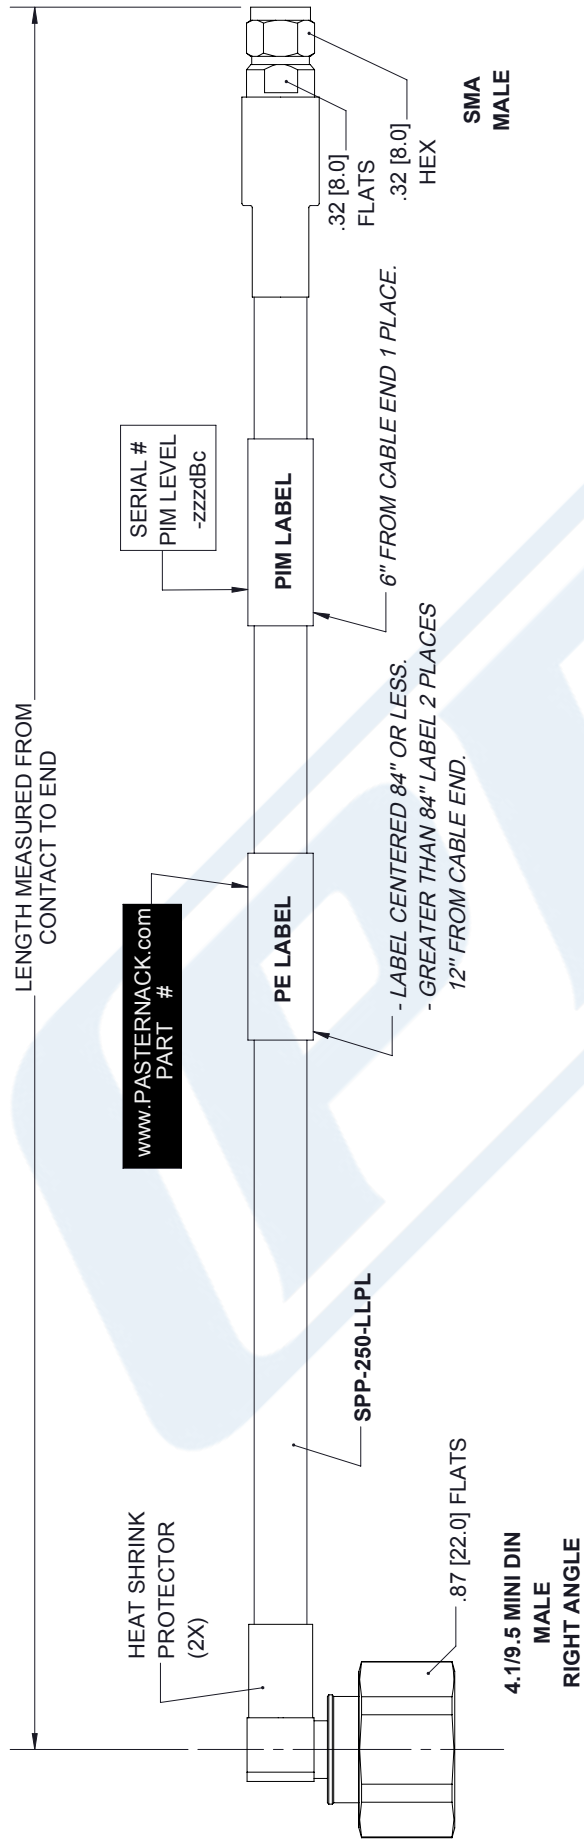 LENGTH MEASURED FROM
CONTACT TO END
HEAT SHRINK
PROTECTOR
(2X)
www.PASTERNACK.com
PART #
SERIAL #
PIM LEVEL
-zzzdBc
PE LABEL
PIM LABEL
.32 [8.0]
FLATS
.32 [8.0]
HEX
SMA
MALE
6" FROM CABLE END 1 PLACE.
- LABEL CENTERED 84" OR LESS.
- GREATER THAN 84" LABEL 2 PLACES
12" FROM CABLE END.
SPP-250-LLPL
.87 [22.0] FLATS
4.1/9.5 MINI DIN
MALE
RIGHT ANGLE